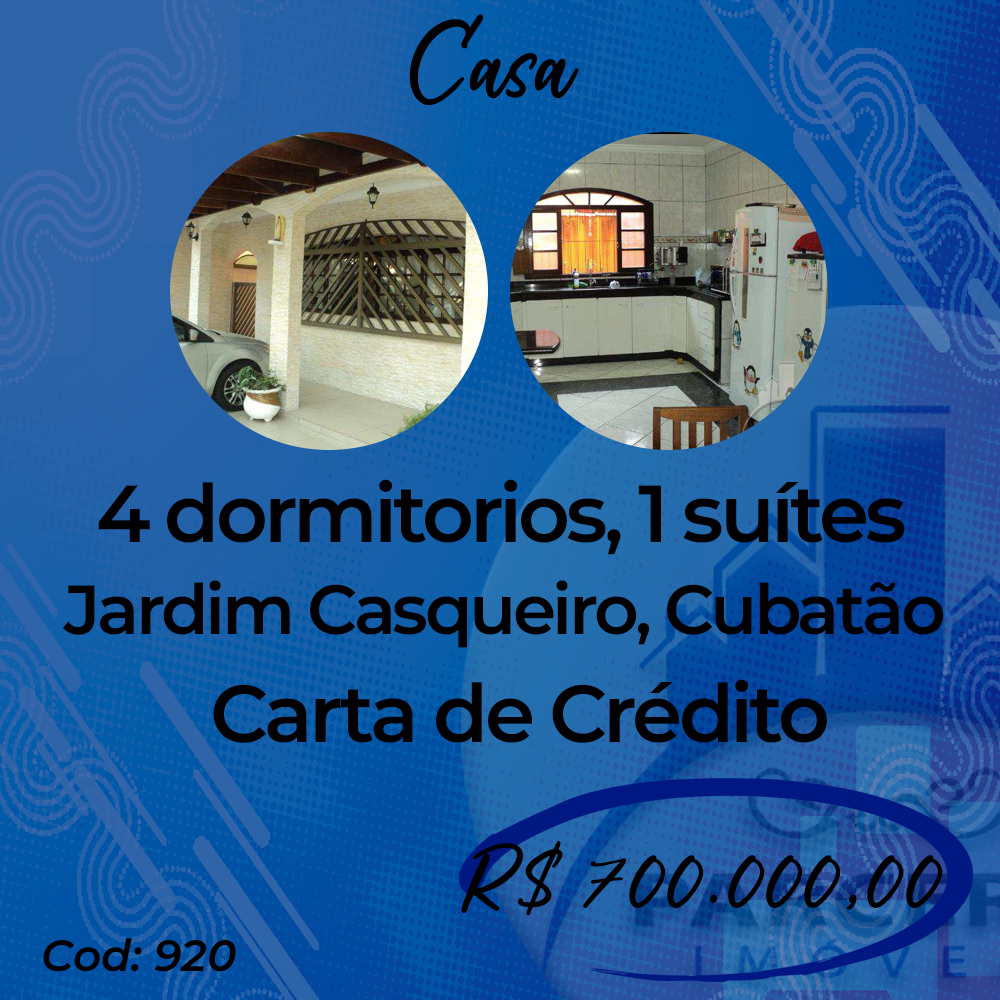 Casa
4 dormitorios, 1 suítes
Jardim Casqueiro, Cubatão
Carta de Crédito
R$ 700.000,00
Cod: 920